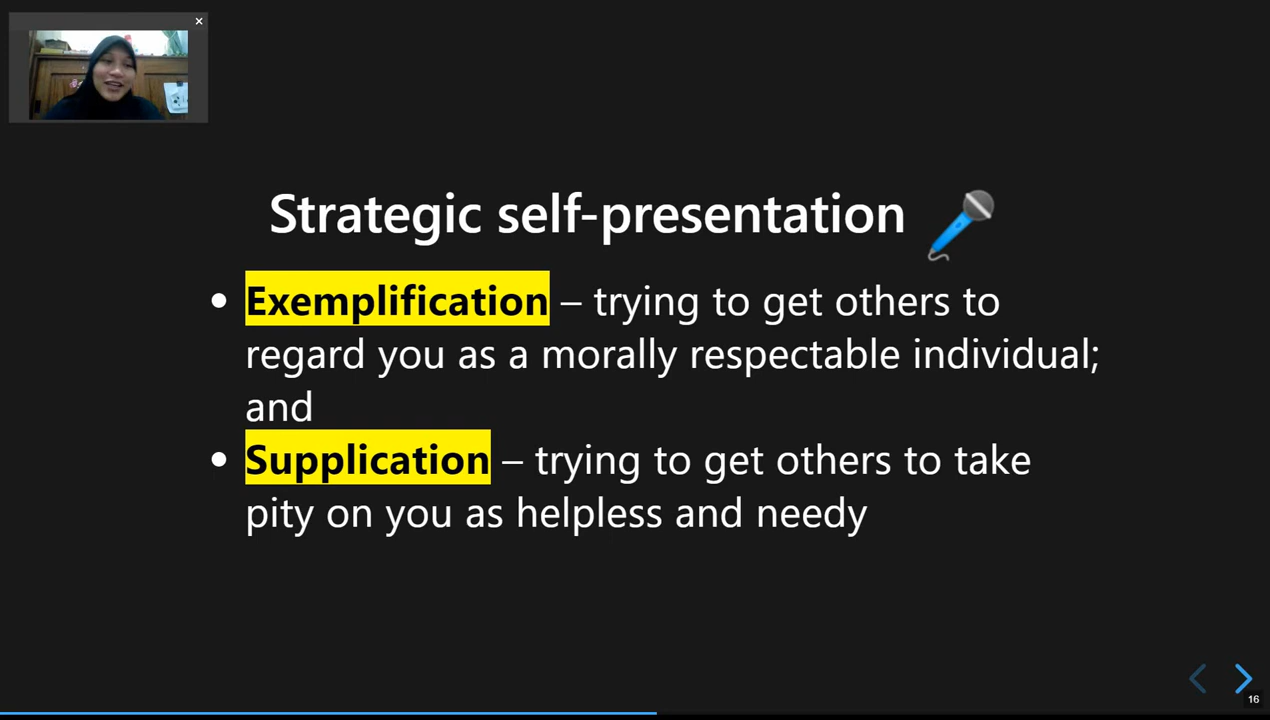 Strategic self-presentation
• Exemplification – trying to get others to
regard you as a morally respectable individual;
and
• Supplication – trying to get others to take
pity on you as helpless and needy
16